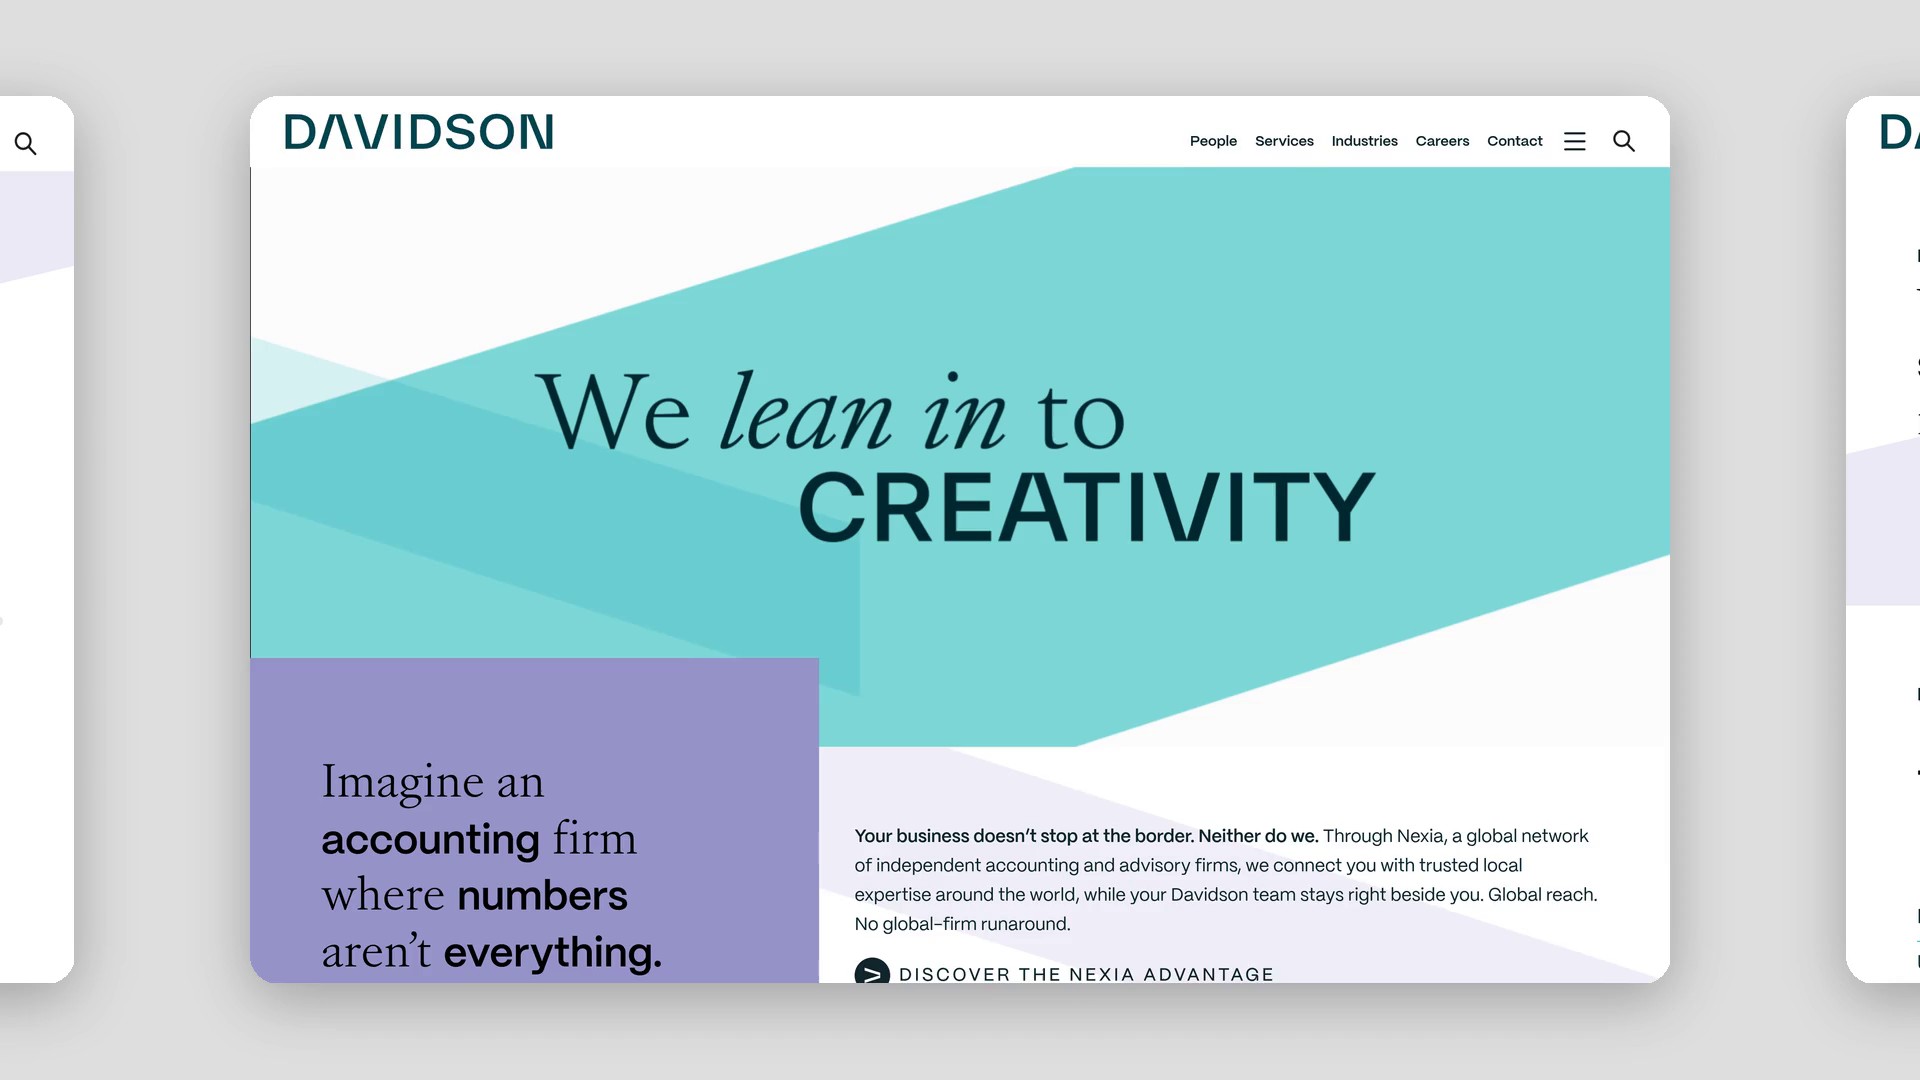 DAVIDSON
People Services Industries Careers Contact
We lean in to
CREATIVITY
Imagine an
accounting firm
where numbers
aren’t everything.
Your business doesn’t stop at the border. Neither do we. Through Nexia, a global network
of independent accounting and advisory firms, we connect you with trusted local
expertise around the world, while your Davidson team stays right beside you. Global reach.
No global-firm runaround.
DISCOVER THE NEXIA ADVANTAGE